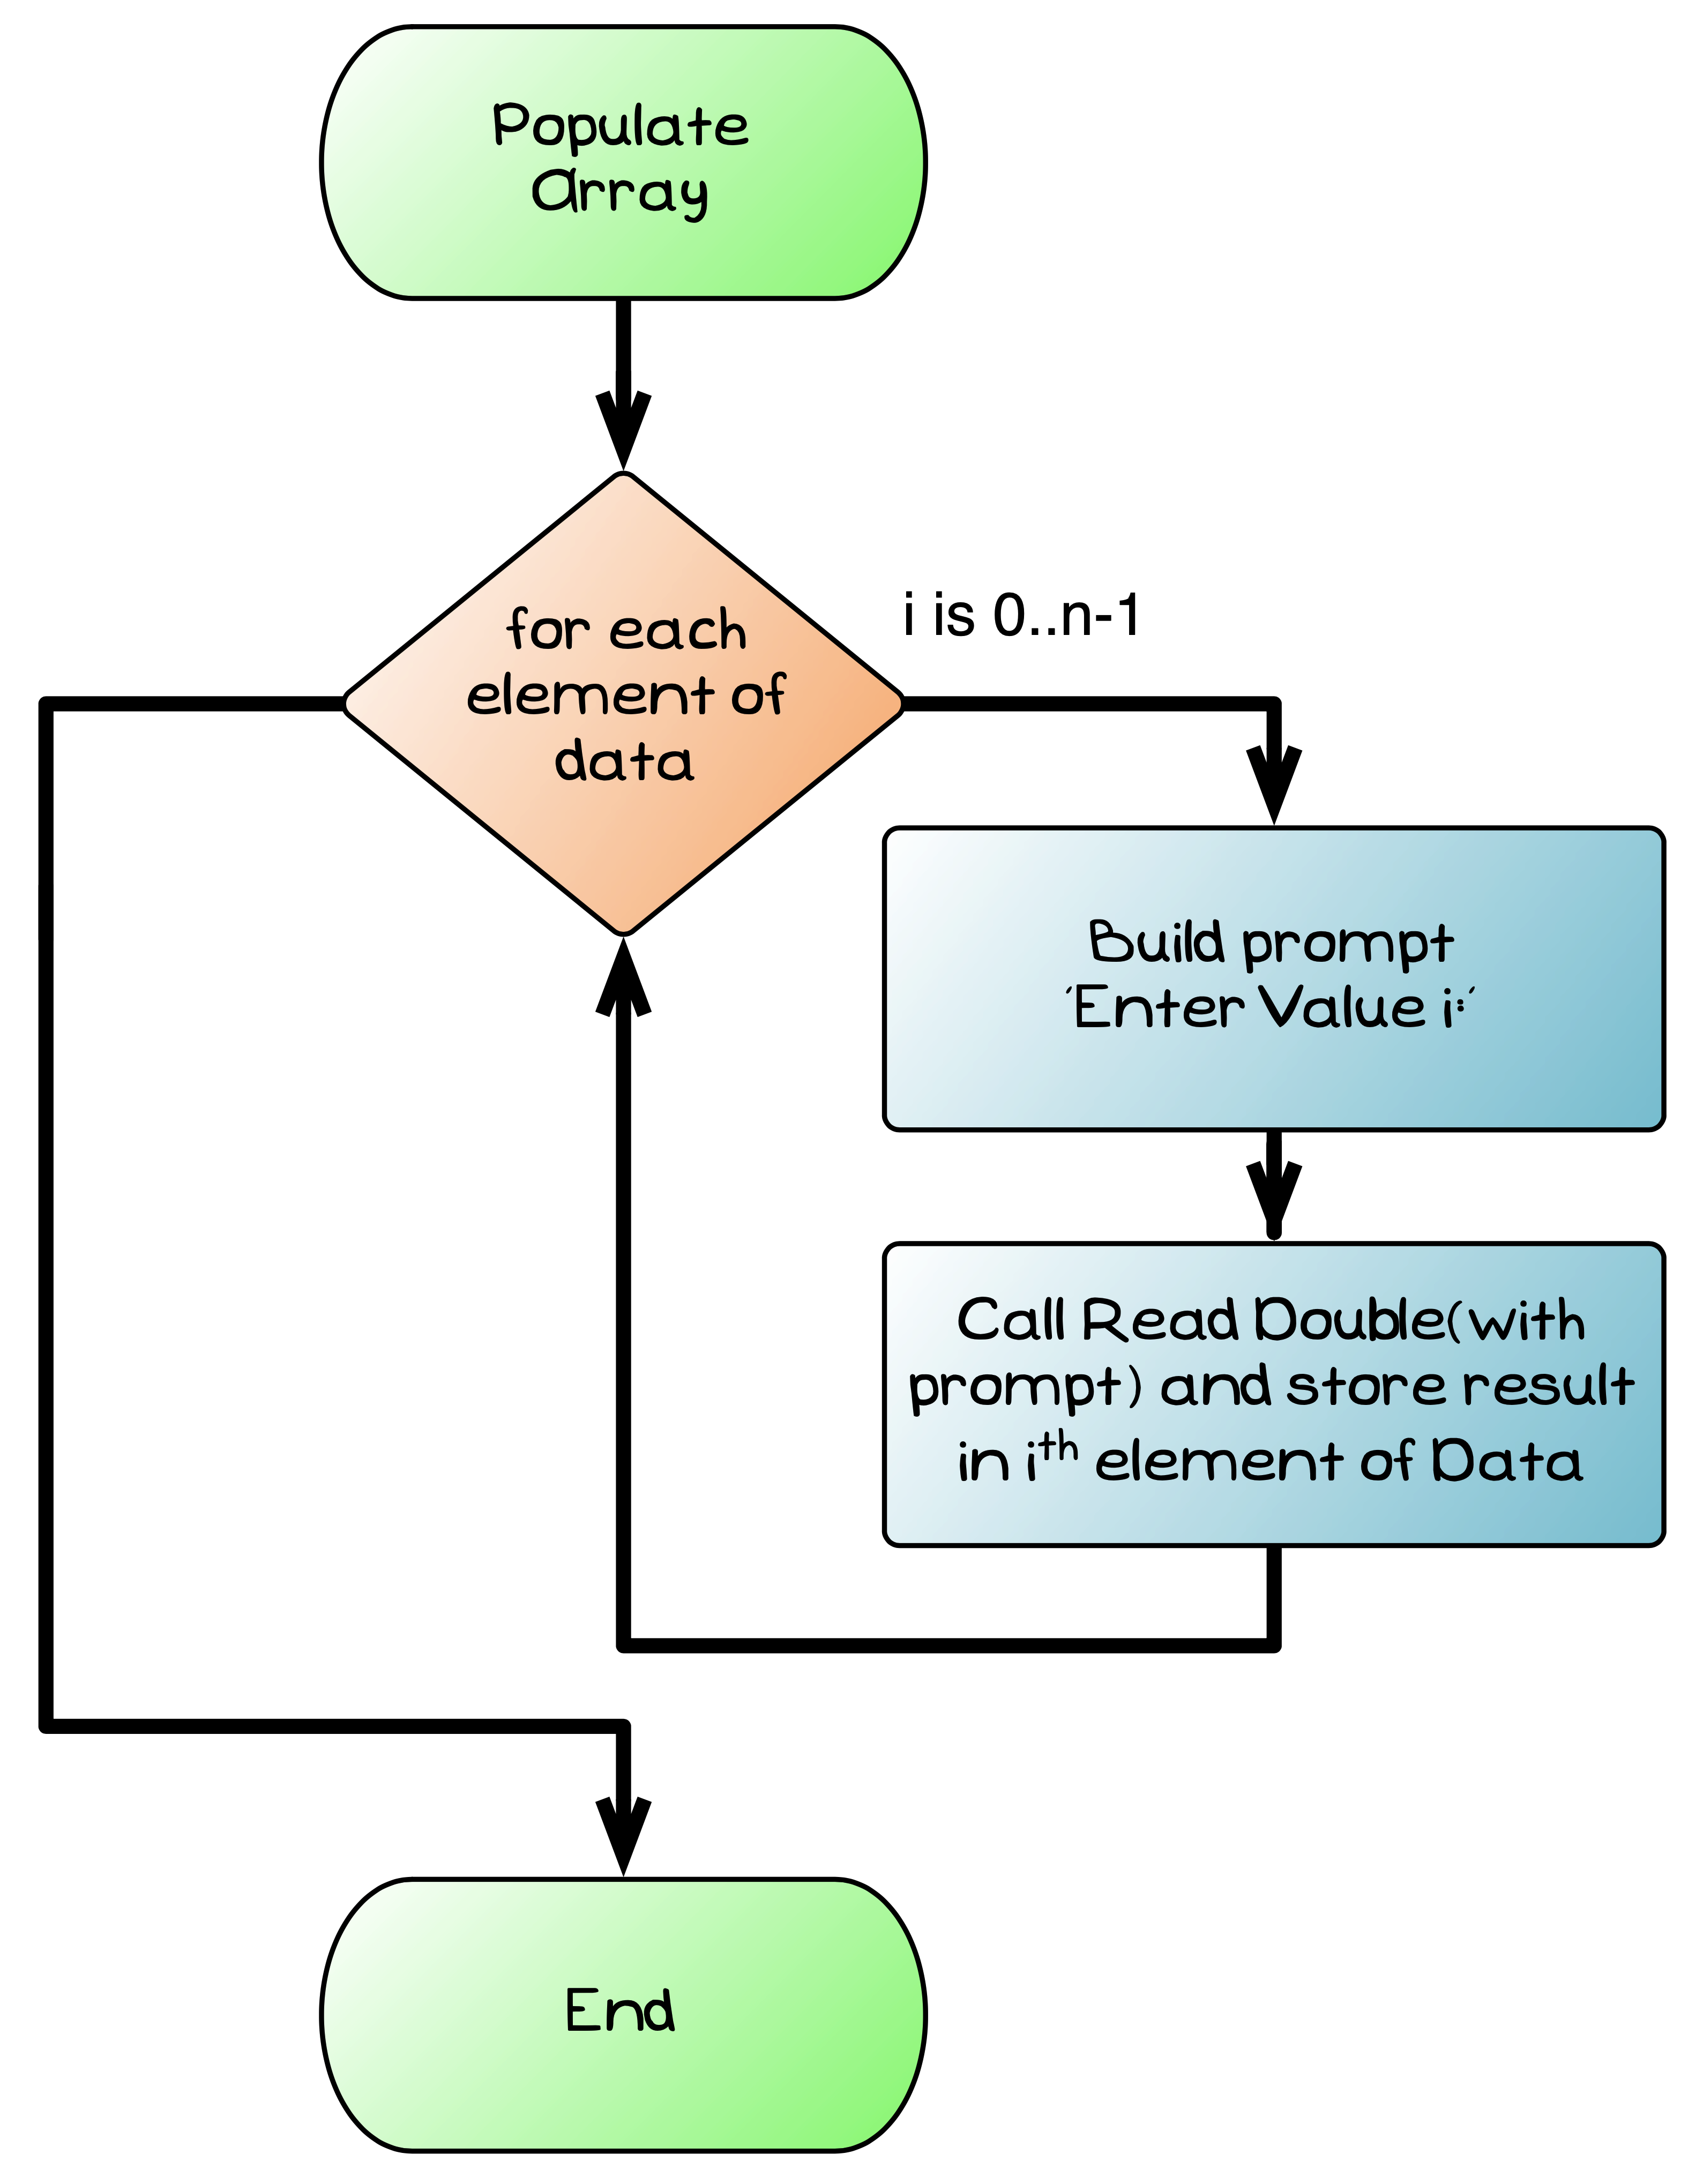 Populate
Array
for each
element of
data
i is 0..n-1
Build prompt
'Enter Value i:'
Call Read Double(with
prompt) and store result
in iᵗʰ element of Data
End